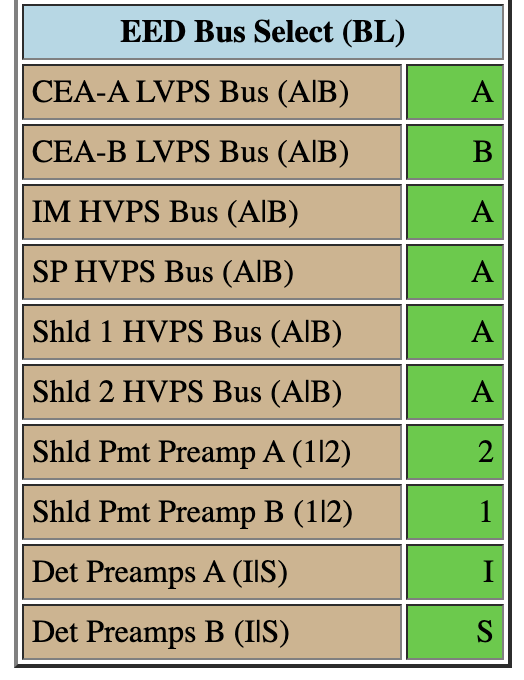 EED Bus Select (BL)
CEA-A LVPS Bus (A|B) A
CEA-B LVPS Bus (A|B) B
IM HVPS Bus (A|B) A
SP HVPS Bus (A|B) A
Shld 1 HVPS Bus (A|B) A
Shld 2 HVPS Bus (A|B) A
Shld Pmt Preamp A (1|2) 2
Shld Pmt Preamp B (1|2) 1
Det Preamps A (I|S) I
Det Preamps B (I|S) S